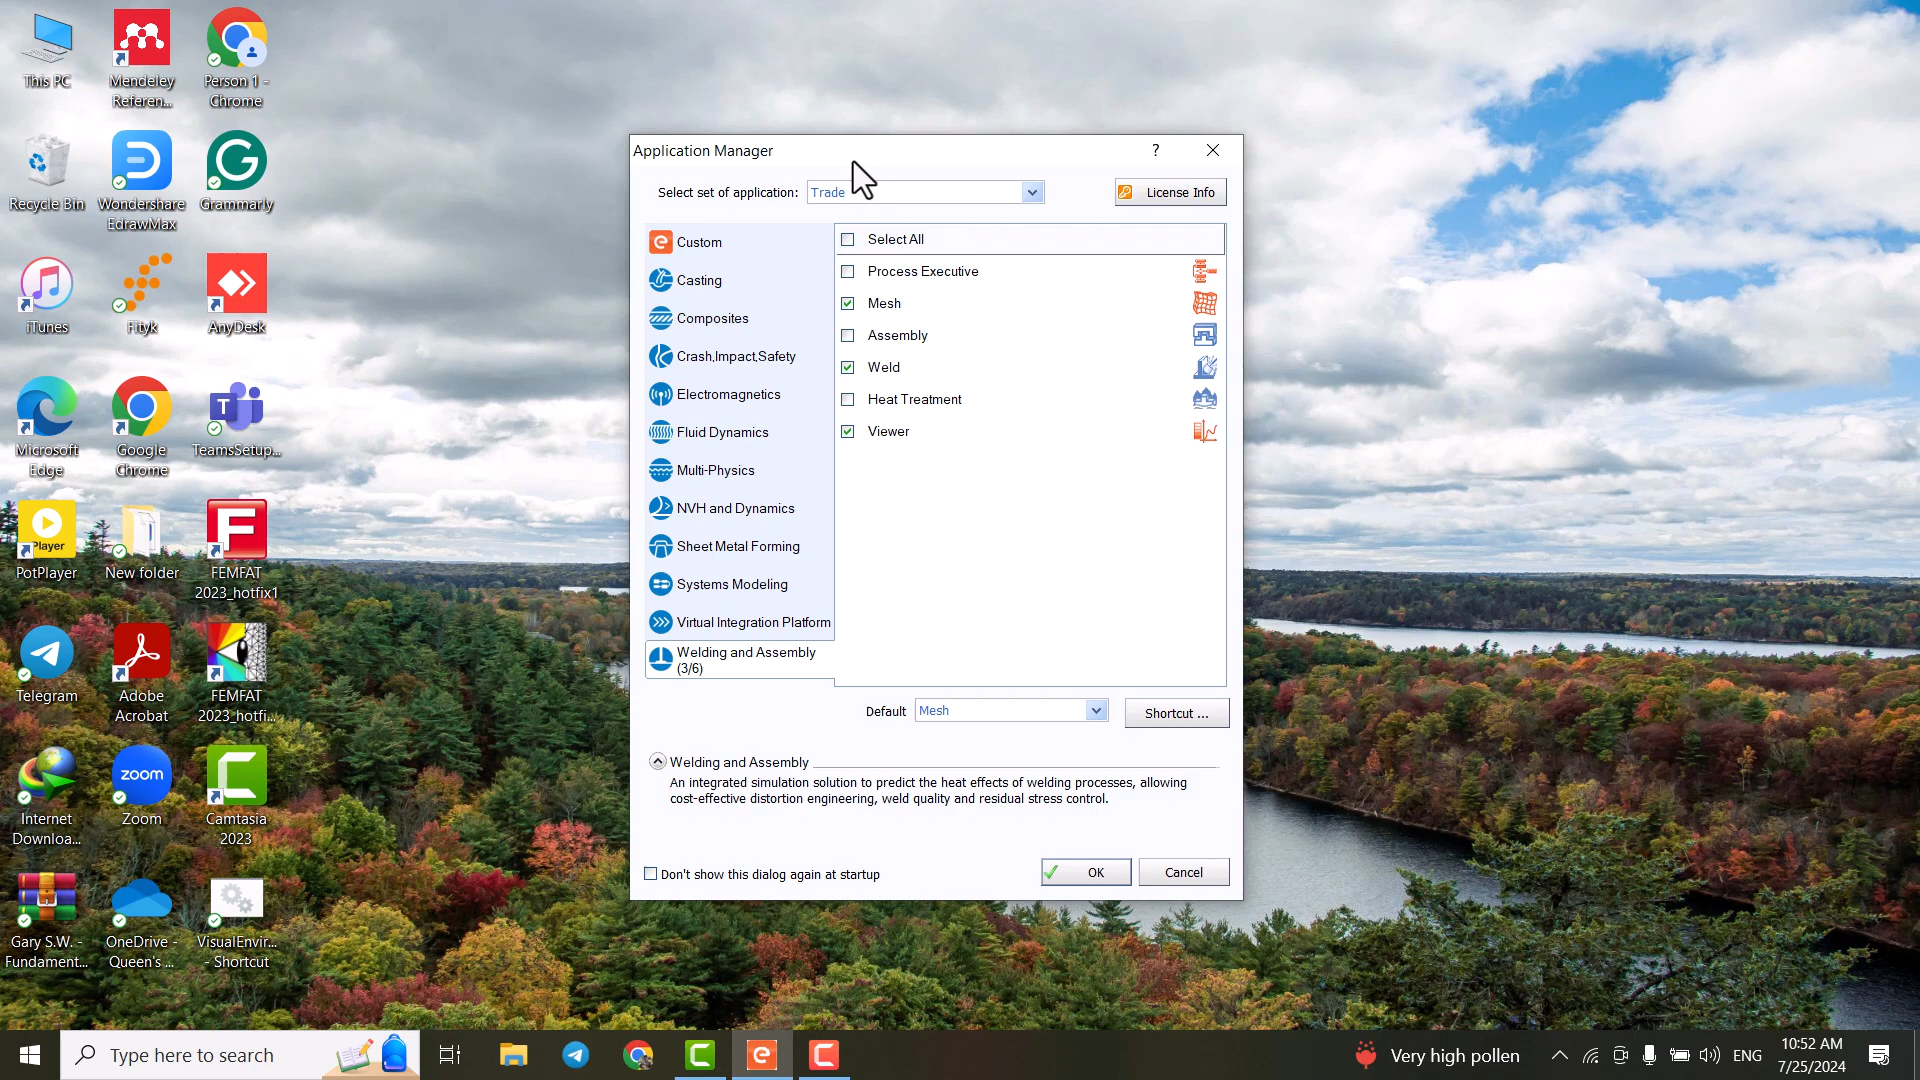 This PC
Mendeley
Referen...
Person 1 -
Chrome
Recycle Bin
Wondershare
EdrawMax
Grammarly
iTunes
Fityk
AnyDesk
Microsoft
Edge
Google
Chrome
TeamsSetup...
Player
PotPlayer
New folder
FEMFAT
2023_hotfix1
Telegram
Adobe
Acrobat
FEMFAT
2023_hotfi...
Internet
Downloa...
zoom
Zoom
Camtasia
2023
Gary S.W. -
Fundament...
OneDrive -
Queen's ...
VisualEnvir...
- Shortcut
Application Manager
?
Select set of application:
Trade
License Info
Custom
Casting
Composites
Crash,Impact,Safety
Electromagnetics
Fluid Dynamics
Multi-Physics
NVH and Dynamics
Sheet Metal Forming
Systems Modeling
Virtual Integration Platform
Welding and Assembly
(3/6)
Select All
Process Executive
Mesh
Assembly
Weld
Heat Treatment
Viewer
Default
Mesh
Shortcut ...
Welding and Assembly
An integrated simulation solution to predict the heat effects of welding processes, allowing
cost-effective distortion engineering, weld quality and residual stress control.
Don't show this dialog again at startup
OK
Cancel
Type here to search
Very high pollen
ENG
10:52 AM
7/25/2024